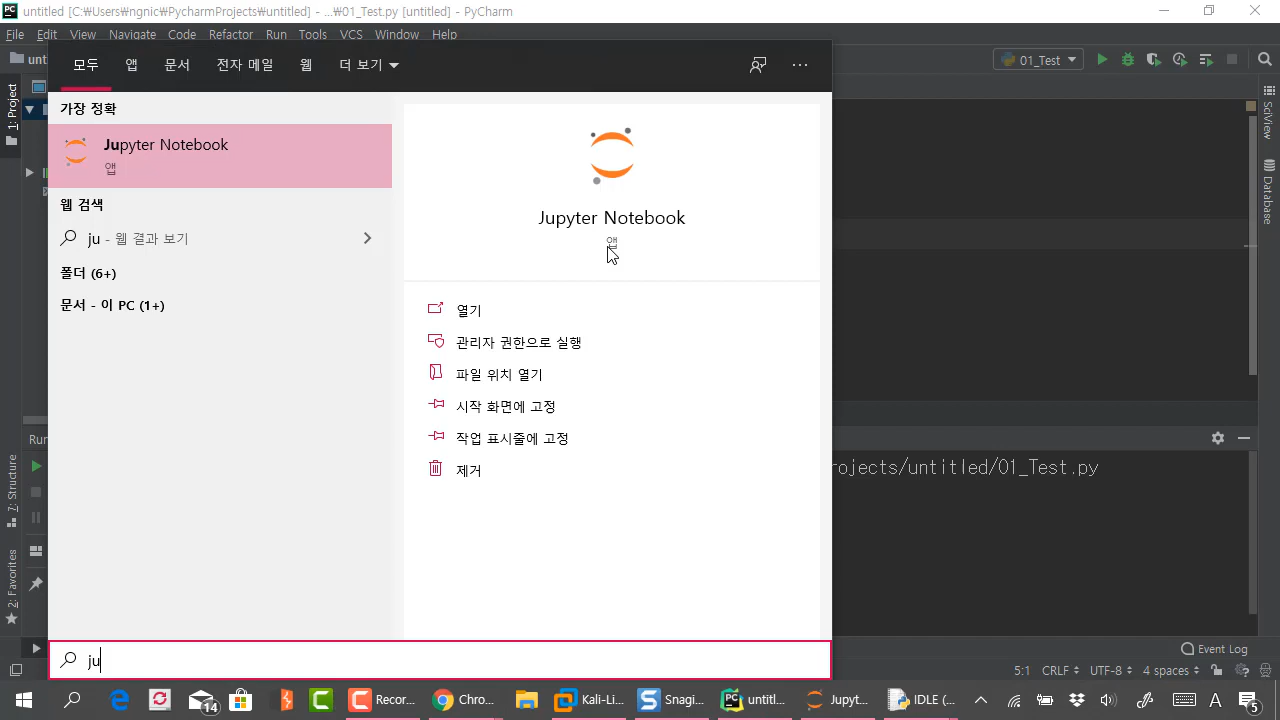 untitled [C:₩Users₩ngnic₩PycharmProjects₩untitled] - ...₩01_Test.py [untitled] - PyCharm
File Edit View Navigate Code Refactor Run Tools VCS Window Help
unt
01_Test
모두 앱 문서 전자 메일 웹 더 보기
가장 정확
Jupyter Notebook
앱
웹 검색
ju - 웹 결과 보기
폴더 (6+)
문서 - 이 PC (1+)
Jupyter Notebook
앱
열기
관리자 권한으로 실행
파일 위치 열기
시작 화면에 고정
작업 표시줄에 고정
제거
1: Project
7: Structure
2: Favorites
SciView
Database
Run
rojects/untitled/01_Test.py
ju
Event Log
5:1 CRLF UTF-8 4 spaces
14 Recor... Chro... Kali-Li... Snagi... untitl... Jupyt... IDLE (... A 5